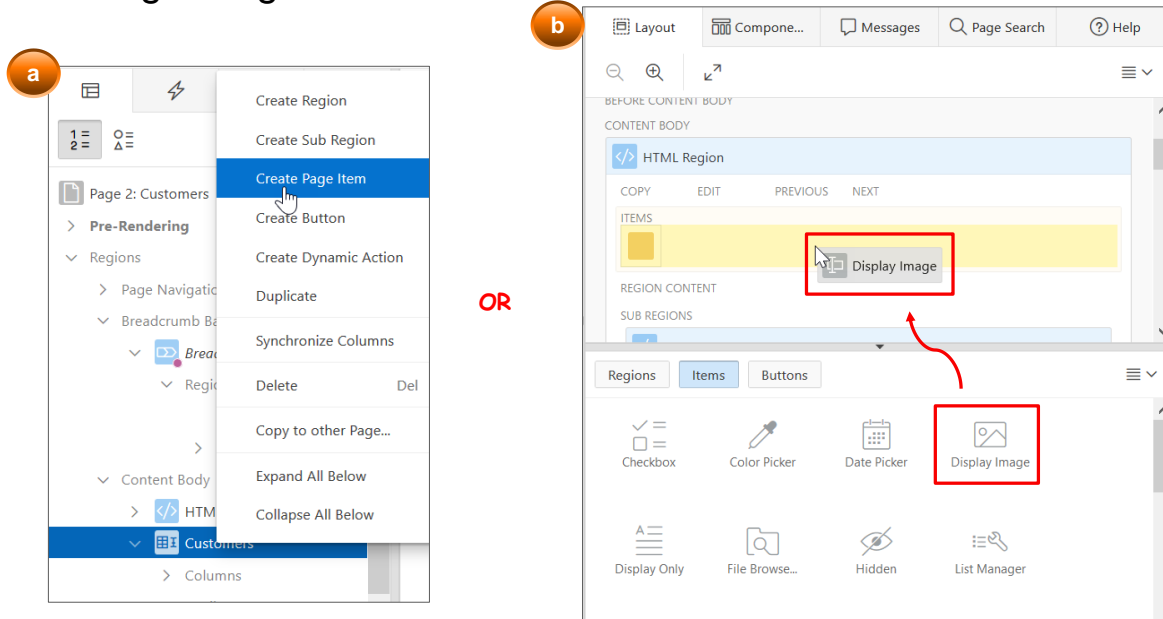 a
1
2
Page 2: Customers
Pre-Rendering
Regions
Page Navigatio
Breadcrumb Ba
Bread
Regio
Content Body
HTM
Customers
Columns
Create Region
Create Sub Region
Create Page Item
Create Button
Create Dynamic Action
Duplicate
Synchronize Columns
Delete Del
Copy to other Page...
Expand All Below
Collapse All Below
OR
b
Layout Compone... Messages Page Search ? Help
BEFORE CONTENT BODY
CONTENT BODY
</> HTML Region
COPY EDIT PREVIOUS NEXT
ITEMS
Display Image
REGION CONTENT
SUB REGIONS
Regions Items Buttons
Checkbox Color Picker Date Picker Display Image
Display Only File Browse... Hidden List Manager